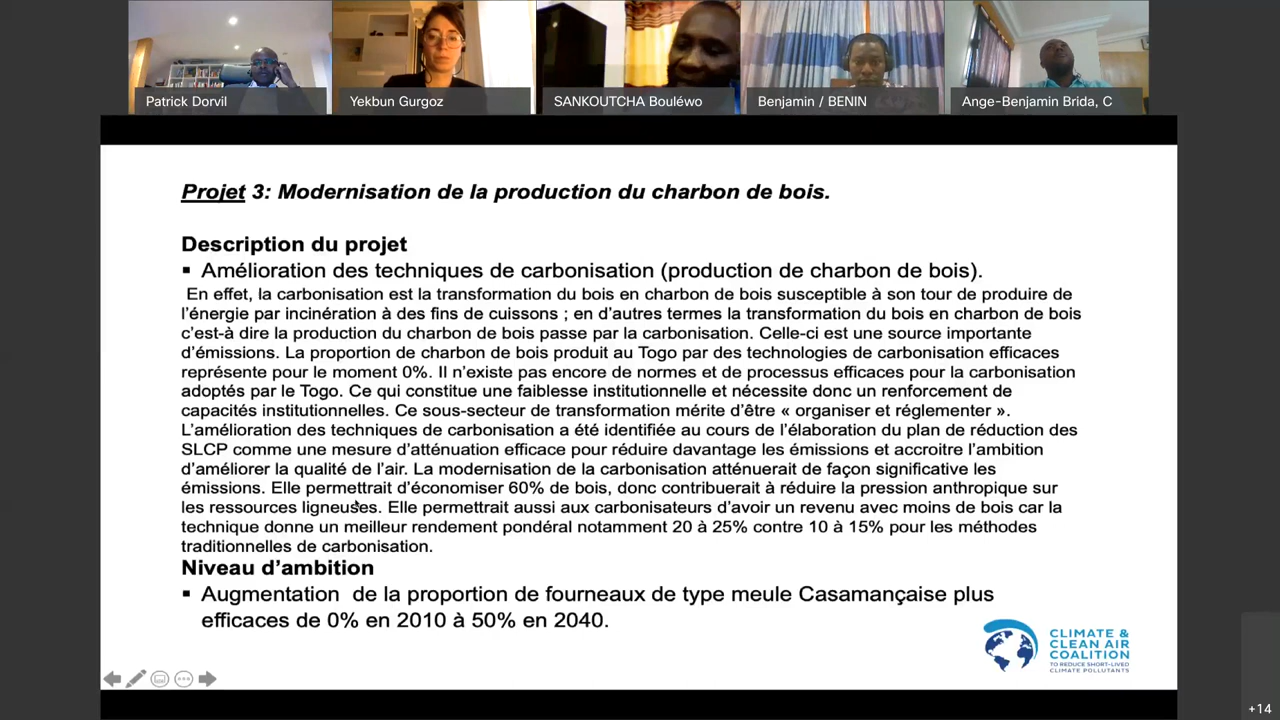 Patrick Dorvil
Yekbun Gurgoz
SANKOUTCHA Bouléwo
Benjamin / BENIN
Ange-Benjamin Brida, C
Projet 3: Modernisation de la production du charbon de bois.
Description du projet
▪ Amélioration des techniques de carbonisation (production de charbon de bois).
En effet, la carbonisation est la transformation du bois en charbon de bois susceptible à son tour de produire de
l’énergie par incinération à des fins de cuissons ; en d’autres termes la transformation du bois en charbon de bois
c’est-à dire la production du charbon de bois passe par la carbonisation. Celle-ci est une source importante
d’émissions. La proportion de charbon de bois produit au Togo par des technologies de carbonisation efficaces
représente pour le moment 0%. Il n’existe pas encore de normes et de processus efficaces pour la carbonisation
adoptés par le Togo. Ce qui constitue une faiblesse institutionnelle et nécessite donc un renforcement de
capacités institutionnelles. Ce sous-secteur de transformation mérite d’être « organiser et réglementer ».
L’amélioration des techniques de carbonisation a été identifiée au cours de l’élaboration du plan de réduction des
SLCP comme une mesure d’atténuation efficace pour réduire davantage les émissions et accroitre l’ambition
d’améliorer la qualité de l’air. La modernisation de la carbonisation atténuerait de façon significative les
émissions. Elle permettrait d’économiser 60% de bois, donc contribuerait à réduire la pression anthropique sur
les ressources ligneuses. Elle permettrait aussi aux carbonisateurs d’avoir un revenu avec moins de bois car la
technique donne un meilleur rendement pondéral notamment 20 à 25% contre 10 à 15% pour les méthodes
traditionnelles de carbonisation.
Niveau d’ambition
▪ Augmentation de la proportion de fourneaux de type meule Casamançaise plus
efficaces de 0% en 2010 à 50% en 2040.
CLIMATE &
CLEAN AIR
COALITION
TO REDUCE SHORT-LIVED
CLIMATE POLLUTANTS
+14